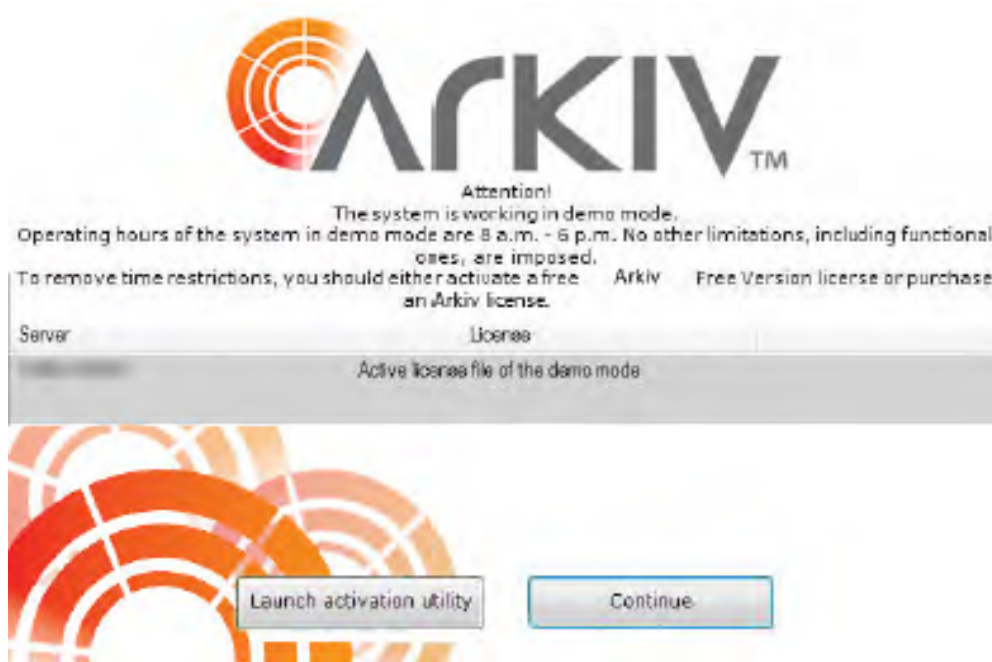 Arkiv™
Attention!
The system is working in demo mode.
Operating hours of the system in demo mode are 8 a.m. - 6 p.m. No other limitations, including functional
ones, are imposed.
To remove time restrictions, you should either activate a free Arkiv Free Version license or purchase
an Arkiv license.
Server License
Active license file of the demo mode
Launch activation utility Continue